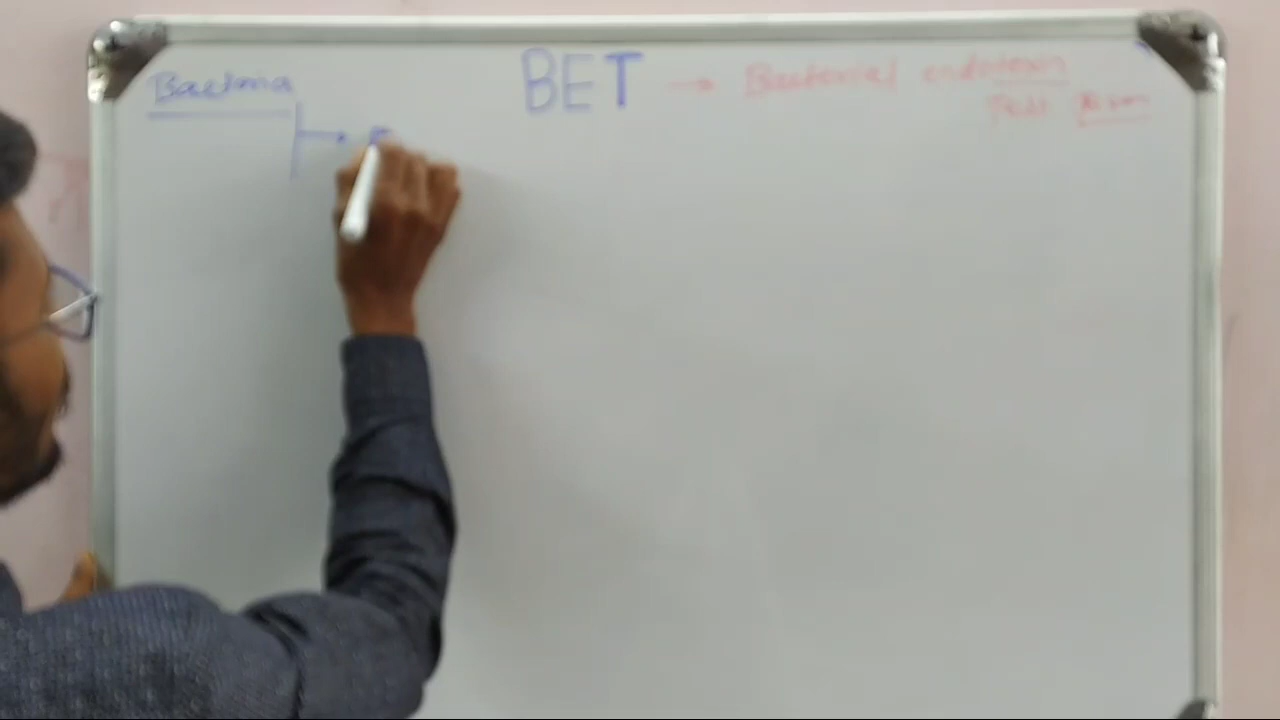 Bacteria
BET → Bacterial endotoxin
Test